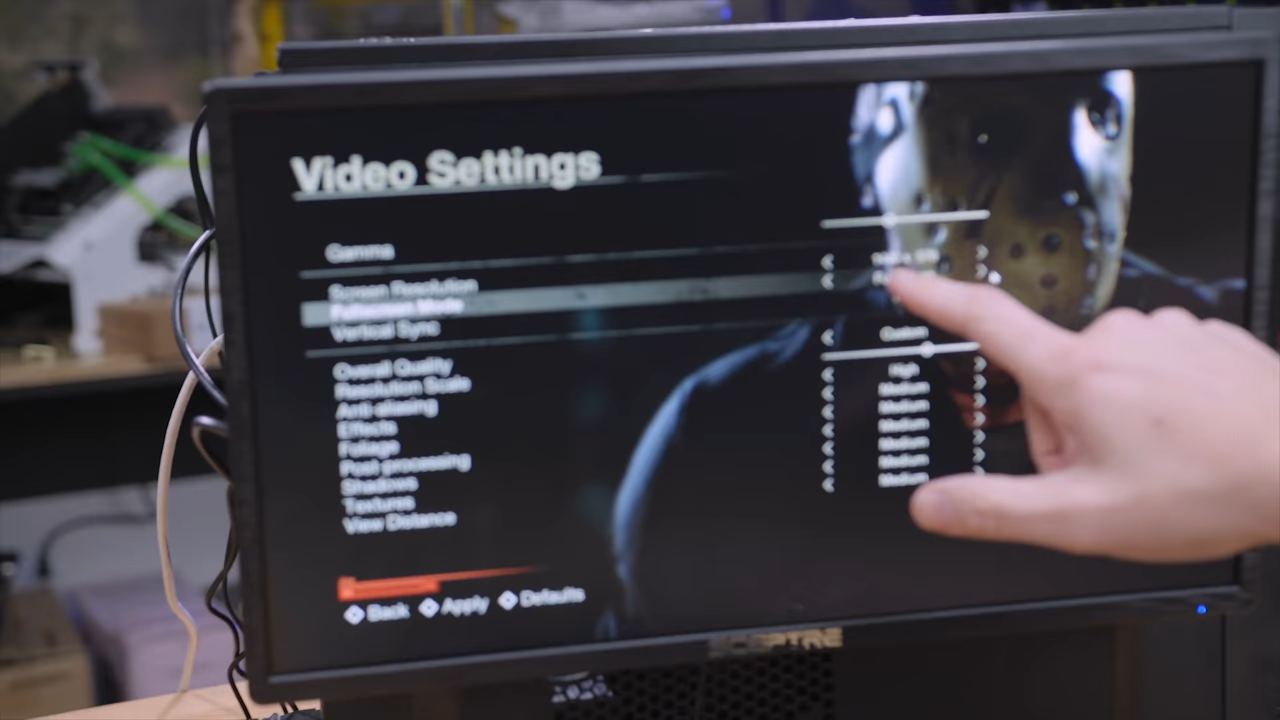 Video Settings
Gamma
Screen Resolution
Fullscreen Mode
Vertical Sync
Overall Quality Custom
Resolution Scale
Anti-aliasing High
Effects Medium
Foliage Medium
Post-processing Medium
Shadows Medium
Textures Medium
View Distance
Back Apply Defaults
SCEPTRE